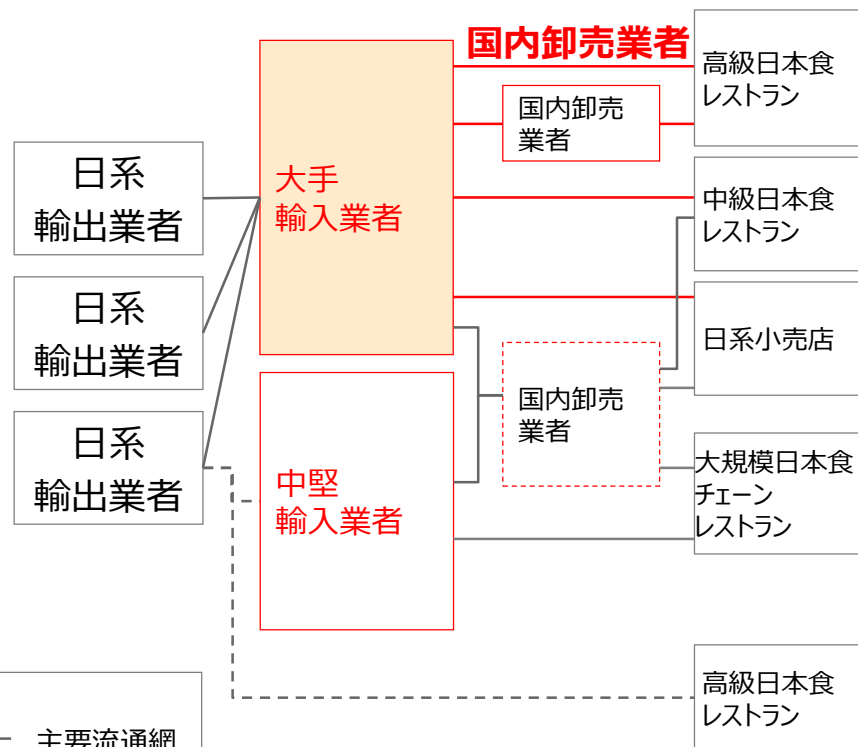 国内卸売業者
日系
輸出業者
日系
輸出業者
日系
輸出業者
大手
輸入業者
中堅
輸入業者
国内卸売
業者
国内卸売
業者
高級日本食
レストラン
中級日本食
レストラン
日系小売店
大規模日本食
チェーン
レストラン
高級日本食
レストラン
主要流通網